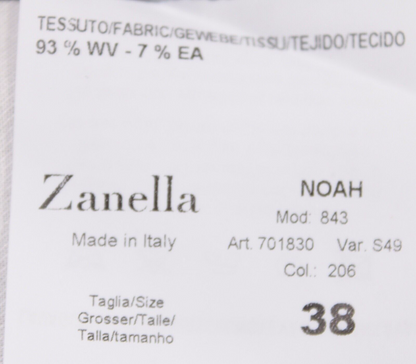 TESSUTO/FABRIC/GEWEBE/TISSU/TEJIDO/TECIDO
93 % WV - 7 % EA
Zanella
Made in Italy
NOAH
Mod: 843
Art. 701830 Var. S49
Col.: 206
Taglia/Size
Grosser/Talle/
Talla/tamanho
38